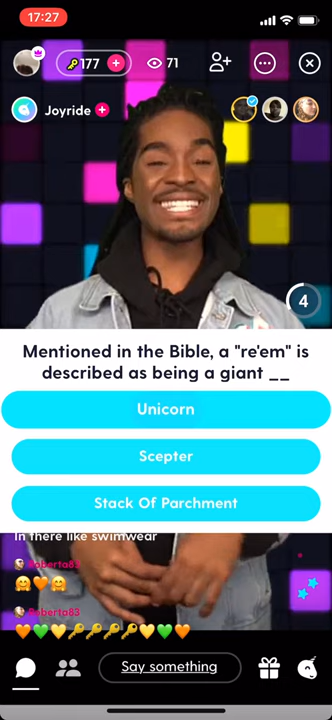 17:27
177
71
Joyride
4
Mentioned in the Bible, a "re'em" is
described as being a giant __
Unicorn
Scepter
Stack Of Parchment
In there like swimwear
Roberta83
Roberta83
Say something